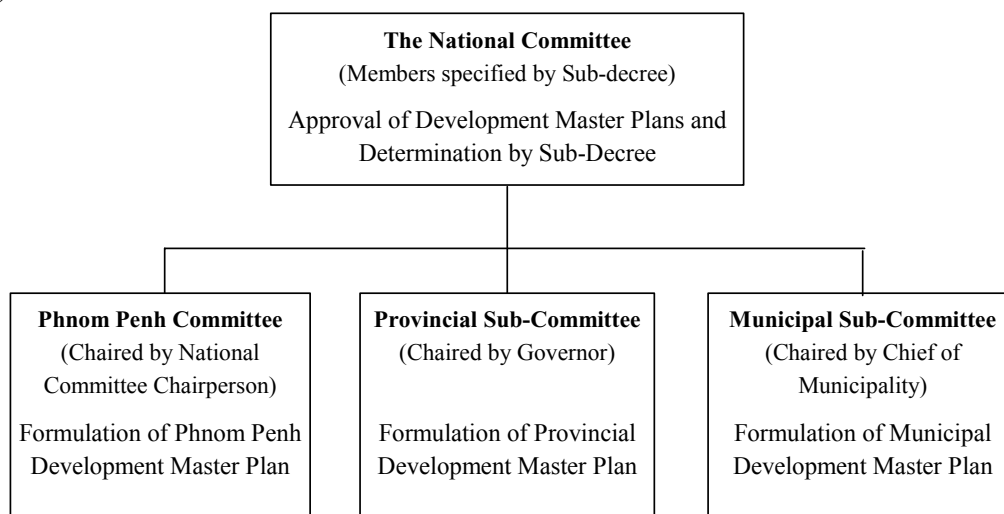 The National Committee
(Members specified by Sub-decree)
Approval of Development Master Plans and
Determination by Sub-Decree
Phnom Penh Committee
(Chaired by National
Committee Chairperson)
Formulation of Phnom Penh
Development Master Plan
Provincial Sub-Committee
(Chaired by Governor)
Formulation of Provincial
Development Master Plan
Municipal Sub-Committee
(Chaired by Chief of
Municipality)
Formulation of Municipal
Development Master Plan